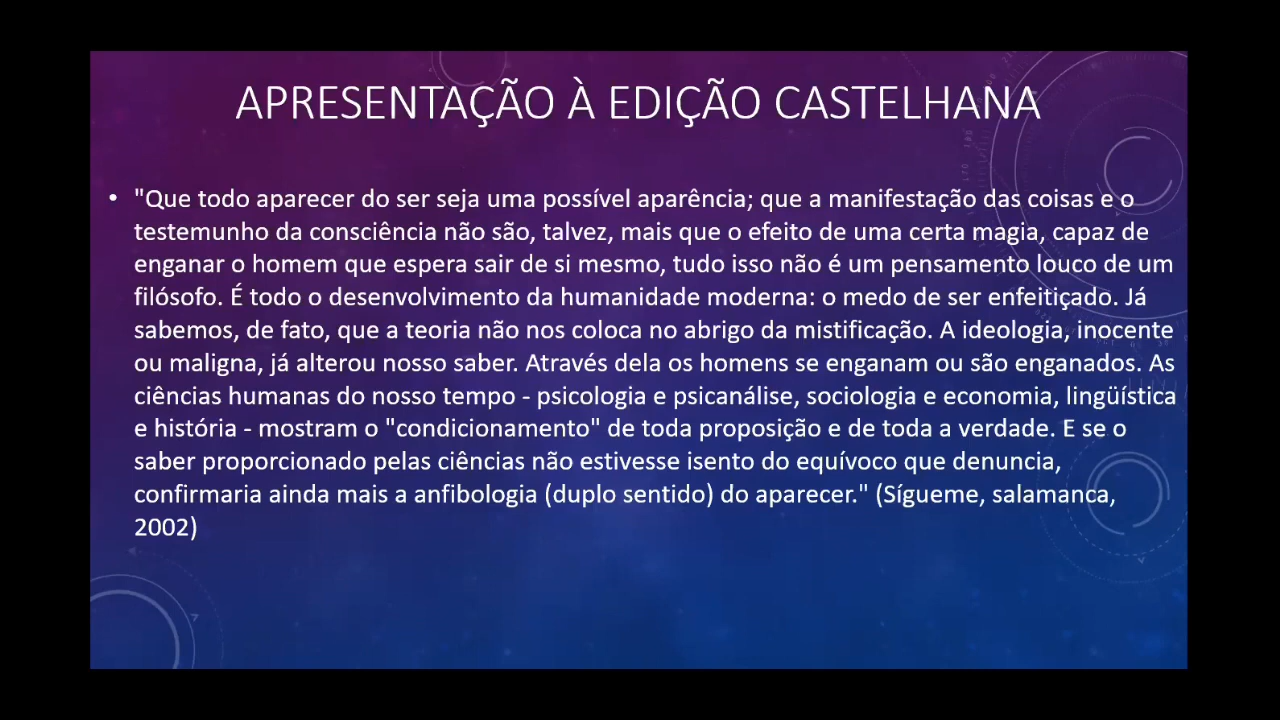 APRESENTAÇÃO À EDIÇÃO CASTELHANA
• "Que todo aparecer do ser seja uma possível aparência; que a manifestação das coisas e o
testemunho da consciência não são, talvez, mais que o efeito de uma certa magia, capaz de
enganar o homem que espera sair de si mesmo, tudo isso não é um pensamento louco de um
filósofo. É todo o desenvolvimento da humanidade moderna: o medo de ser enfeitiçado. Já
sabemos, de fato, que a teoria não nos coloca no abrigo da mistificação. A ideologia, inocente
ou maligna, já alterou nosso saber. Através dela os homens se enganam ou são enganados. As
ciências humanas do nosso tempo - psicologia e psicanálise, sociologia e economia, lingüística
e história - mostram o "condicionamento" de toda proposição e de toda a verdade. E se o
saber proporcionado pelas ciências não estivesse isento do equívoco que denuncia,
confirmaria ainda mais a anfibologia (duplo sentido) do aparecer." (Sígueme, salamanca,
2002)